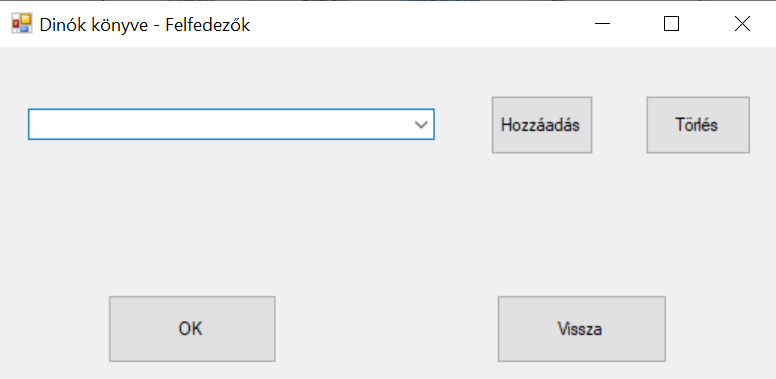 Dinók könyve - Felfedezők
Hozzáadás
Törlés
OK
Vissza